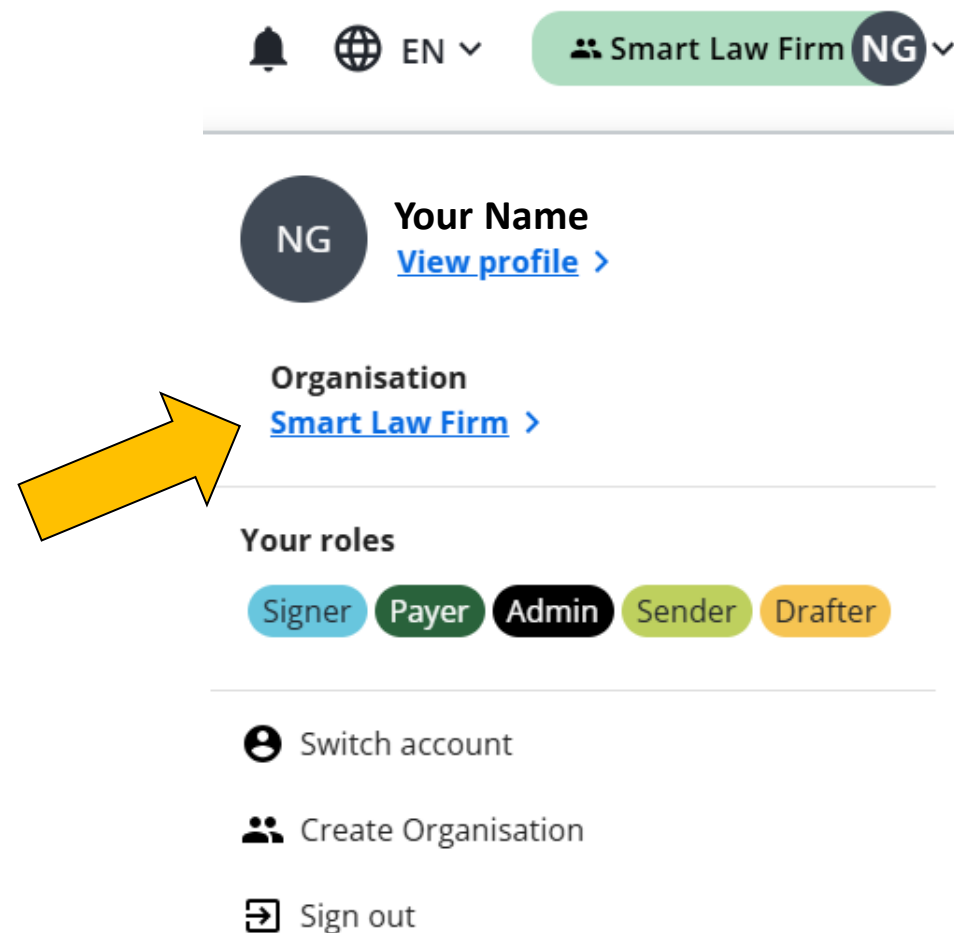 EN Smart Law Firm NG
NG
Your Name
View profile
Organisation
Smart Law Firm
Your roles
Signer Payer Admin Sender Drafter
Switch account
Create Organisation
Sign out